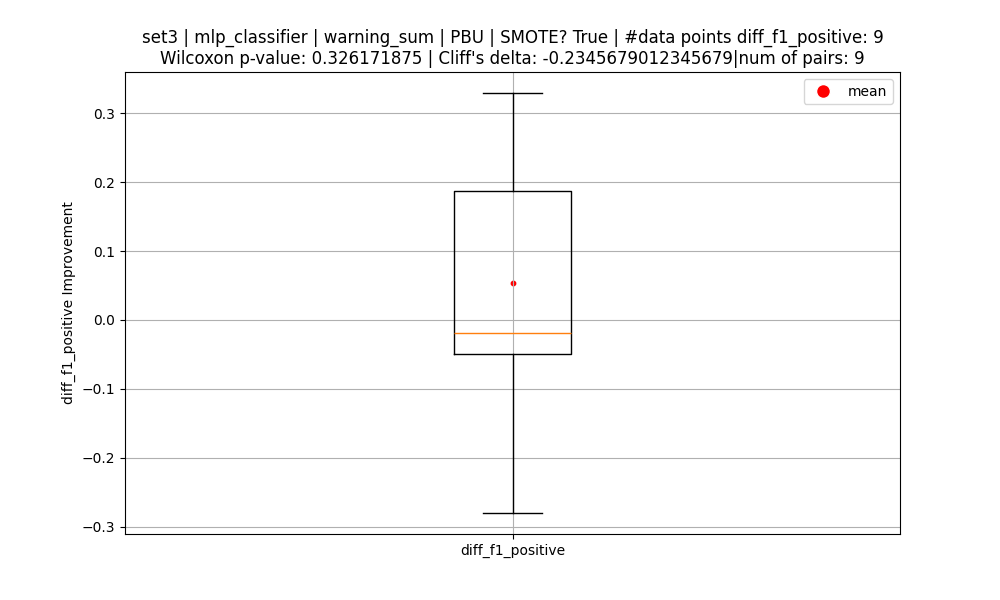 set3 | mlp_classifier | warning_sum | PBU | SMOTE? True | #data points diff_f1_positive: 9
Wilcoxon p-value: 0.326171875 | Cliff's delta: -0.2345679012345679|num of pairs: 9
mean
0.3
0.2
0.1
0.0
−0.1
−0.2
−0.3
diff_f1_positive Improvement
diff_f1_positive